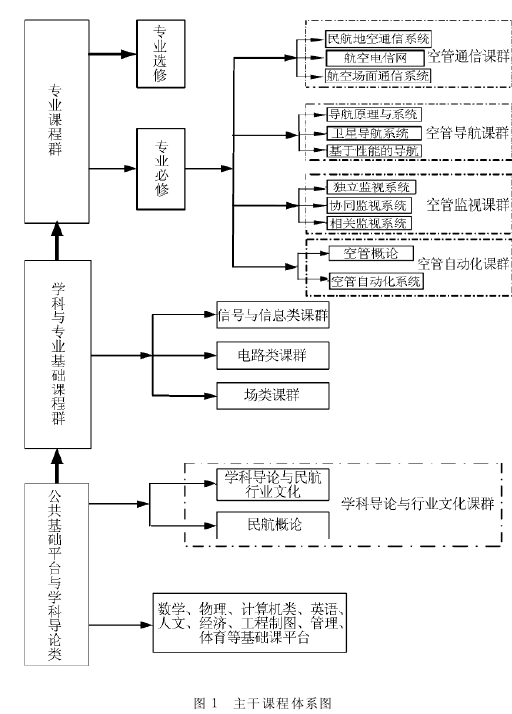 专业课程群
专业选修
专业必修
民航地空通信系统
航空电信网
航空场面通信系统
空管通信课群
导航原理与系统
卫星导航系统
基于性能的导航
空管导航课群
独立监视系统
协同监视系统
相关监视系统
空管监视课群
空管概论
空管自动化系统
空管自动化课群
学科与专业基础课程群
信号与信息类课群
电路类课群
场类课群
公共基础平台与学科导论类
学科导论与民航
行业文化
民航概论
学科导论与行业文化课群
数学、物理、计算机类、英语、
人文、经济、工程制图、管理、
体育等基础课平台
图 1 主干课程体系图